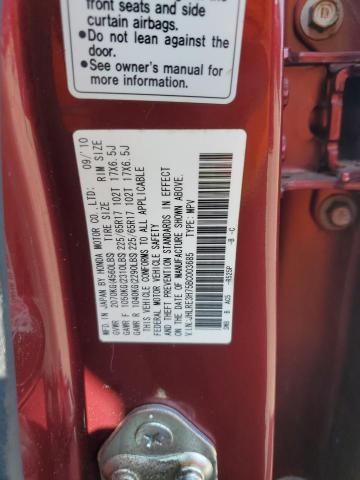 front seats and side
curtain airbags.
•Do not lean against the
door.
•See owner's manual for
more information.
MFD. IN JAPAN BY HONDA MOTOR CO.,LTD: 09/'10
TIRE SIZE RIM SIZE
GVWR 2070KG(4560LBS)
GAWR F 1050KG(2310LBS) 225/65R17 102T 17X6.5J
GAWR R 1040KG(2290LBS) 225/65R17 102T 17X6.5J
THIS VEHICLE CONFORMS TO ALL APPLICABLE
FEDERAL MOTOR VEHICLE SAFETY
AND THEFT PREVENTION STANDARDS IN EFFECT
ON THE DATE OF MANUFACTURE SHOWN ABOVE.
V.I.N:JHLRE3H75BC003685 TYPE:MPV
-B -C
B -R525P